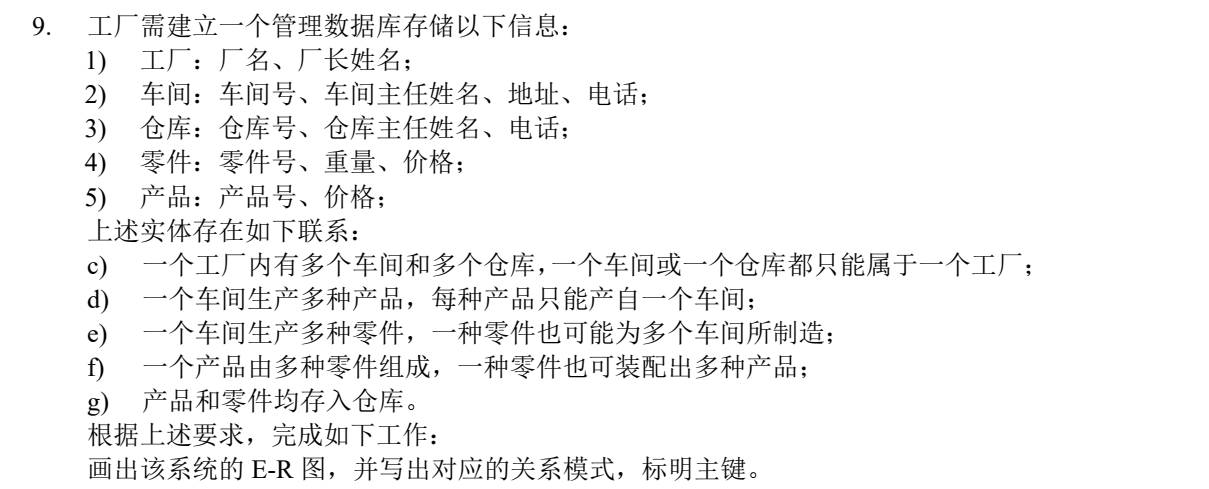 9. 工厂需建立一个管理数据库存储以下信息：
1) 工厂：厂名、厂长姓名；
2) 车间：车间号、车间主任姓名、地址、电话；
3) 仓库：仓库号、仓库主任姓名、电话；
4) 零件：零件号、重量、价格；
5) 产品：产品号、价格；
上述实体存在如下联系：
c) 一个工厂内有多个车间和多个仓库，一个车间或一个仓库都只能属于一个工厂；
d) 一个车间生产多种产品，每种产品只能产自一个车间；
e) 一个车间生产多种零件，一种零件也可能为多个车间所制造；
f) 一个产品由多种零件组成，一种零件也可装配出多种产品；
g) 产品和零件均存入仓库。
根据上述要求，完成如下工作：
画出该系统的 E-R 图，并写出对应的关系模式，标明主键。